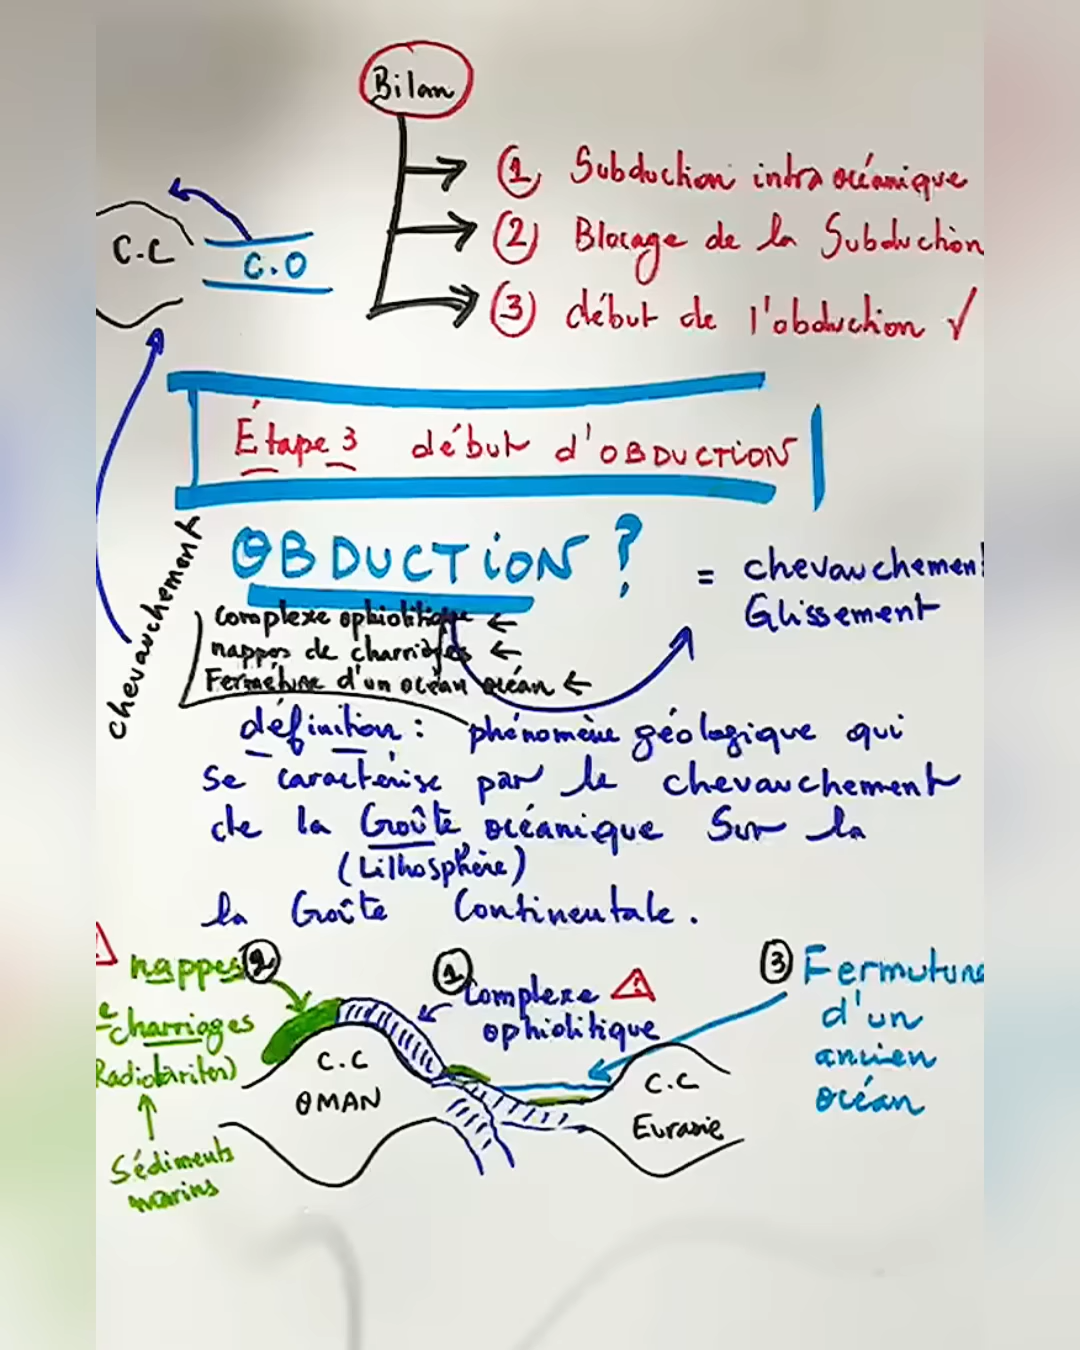 Bilan
① Subduction intra océanique
② Blocage de la Subduction
③ début de l'obduction √
C.C
C.O
Étape 3 début d'OBDUCTION
OBDUCTION ?
= chevauchement
Glissement
chevauchement
Complexe ophiolitique ←
nappes de charriages ←
Fermeture d'un océan océan ←
définition : phénomène géologique qui
se caractérise par le chevauchement
de la Croûte océanique Sur la
(Lithosphère)
la Croûte Continentale.
nappes ②
e charriages
Radiolarites)
Sédiments
marins
① Complexe
ophiolitique
③ Fermuture
d'un
ancien
océan
C.C
OMAN
C.C
Eurasie